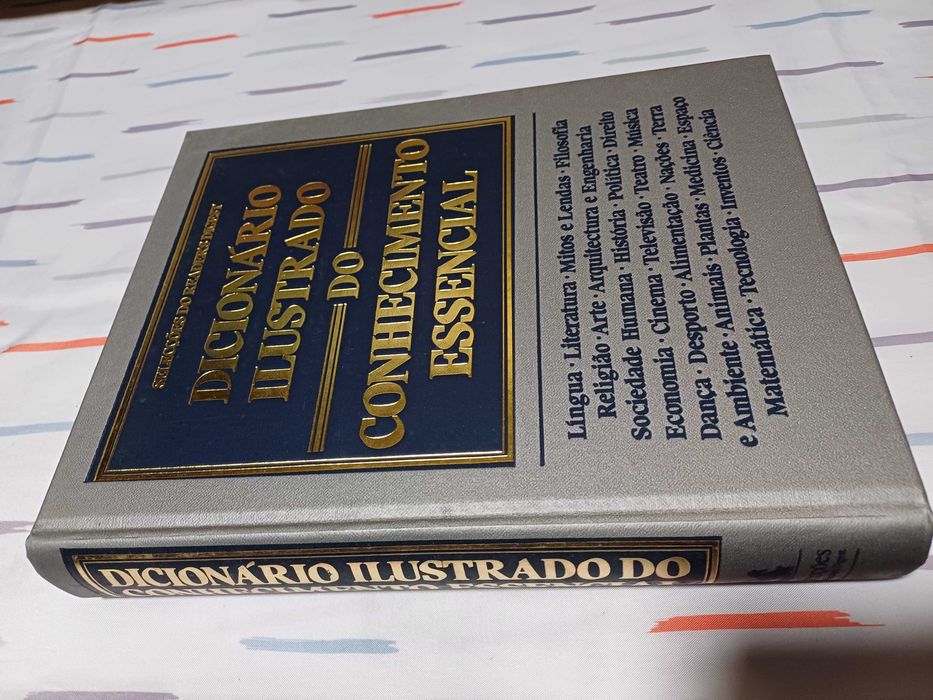 SELECÇÕES DO READER'S DIGEST
DICIONÁRIO
ILUSTRADO
DO
CONHECIMENTO
ESSENCIAL
Língua · Literatura · Mitos e Lendas · Filosofia
Religião · Arte · Arquitectura e Engenharia
Sociedade Humana · História · Política · Direito
Economia · Cinema · Televisão · Teatro · Música
Dança · Desporto · Alimentação · Nações · Terra
e Ambiente · Animais · Plantas · Medicina · Espaço
Matemática · Tecnologia · Inventos · Ciência
DICIONÁRIO ILUSTRADO DO
CONHECIMENTO ESSENCIAL